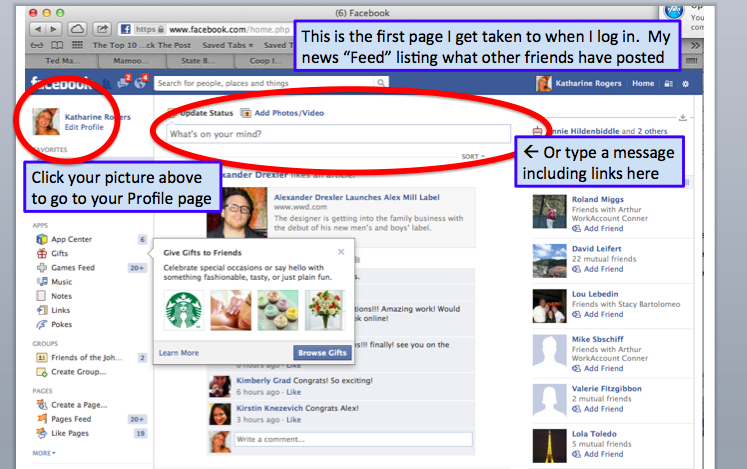 (6) Facebook
https www.facebook.com/home.php
You
com
The Top 10 ...ck The Post Saved Tabs Saved T
Ted Ma...
Mamoo...
State B...
Coop I...
This is the first page I get taken to when I log in. My
news “Feed” listing what other friends have posted
facebook
2
4
Search for people, places and things
Katharine Rogers Home
Katharine Rogers
Edit Profile
FAVORITES
Update Status Add Photos/Video
What's on your mind?
SORT
nnie Hildenbiddle and 2 others
← Or type a message
including links here
Click your picture above
to go to your Profile page
exander Drexler likes an article.
Alexander Drexler Launches Alex Mill Label
www.wwd.com
The designer is getting into the family business with
the debut of his new men's and boys' label.
APPS
App Center 6
Gifts
Games Feed 20+
Music
Notes
Links
Pokes
GROUPS
Friends of the Joh... 2
Create Group...
PAGES
Create a Page...
Pages Feed 20+
Like Pages 19
MORE
Give Gifts to Friends
Celebrate special occasions or say hello with
something fashionable, tasty, or just plain fun.
Learn More
Browse Gifts
tions!!! Amazing work! Would
ook online!
ns!!! finally! see you on the
6 hours ago · Like
Kimberly Grad Congrats! So exciting!
6 hours ago · Like
Kirstin Knezevich Congrats Alex!
3 hours ago · Like
Write a comment...
Roland Miggs
Friends with Arthur
WorkAccount Conner
Add Friend
David Leifert
22 mutual friends
Add Friend
Lou Lebedin
Friends with Stacy Bartolomeo
Add Friend
Mike Sbschiff
Friends with Arthur
WorkAccount Conner
Add Friend
Valerie Fitzgibbon
2 mutual friends
Add Friend
Lola Toledo
5 mutual friends
Add Friend